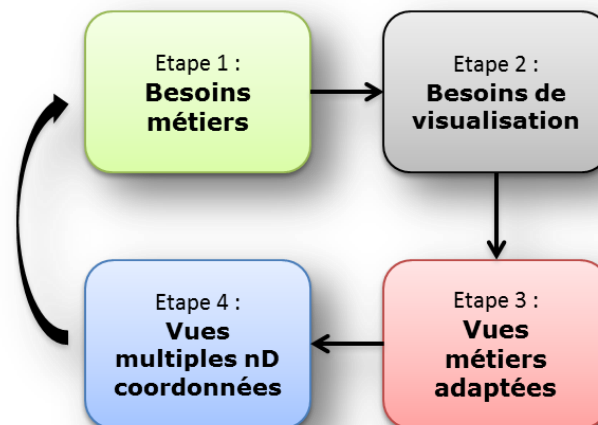 Etape 1 :
Besoins
métiers
Etape 2 :
Besoins de
visualisation
Etape 3 :
Vues
métiers
adaptées
Etape 4 :
Vues
multiples nD
coordonnées